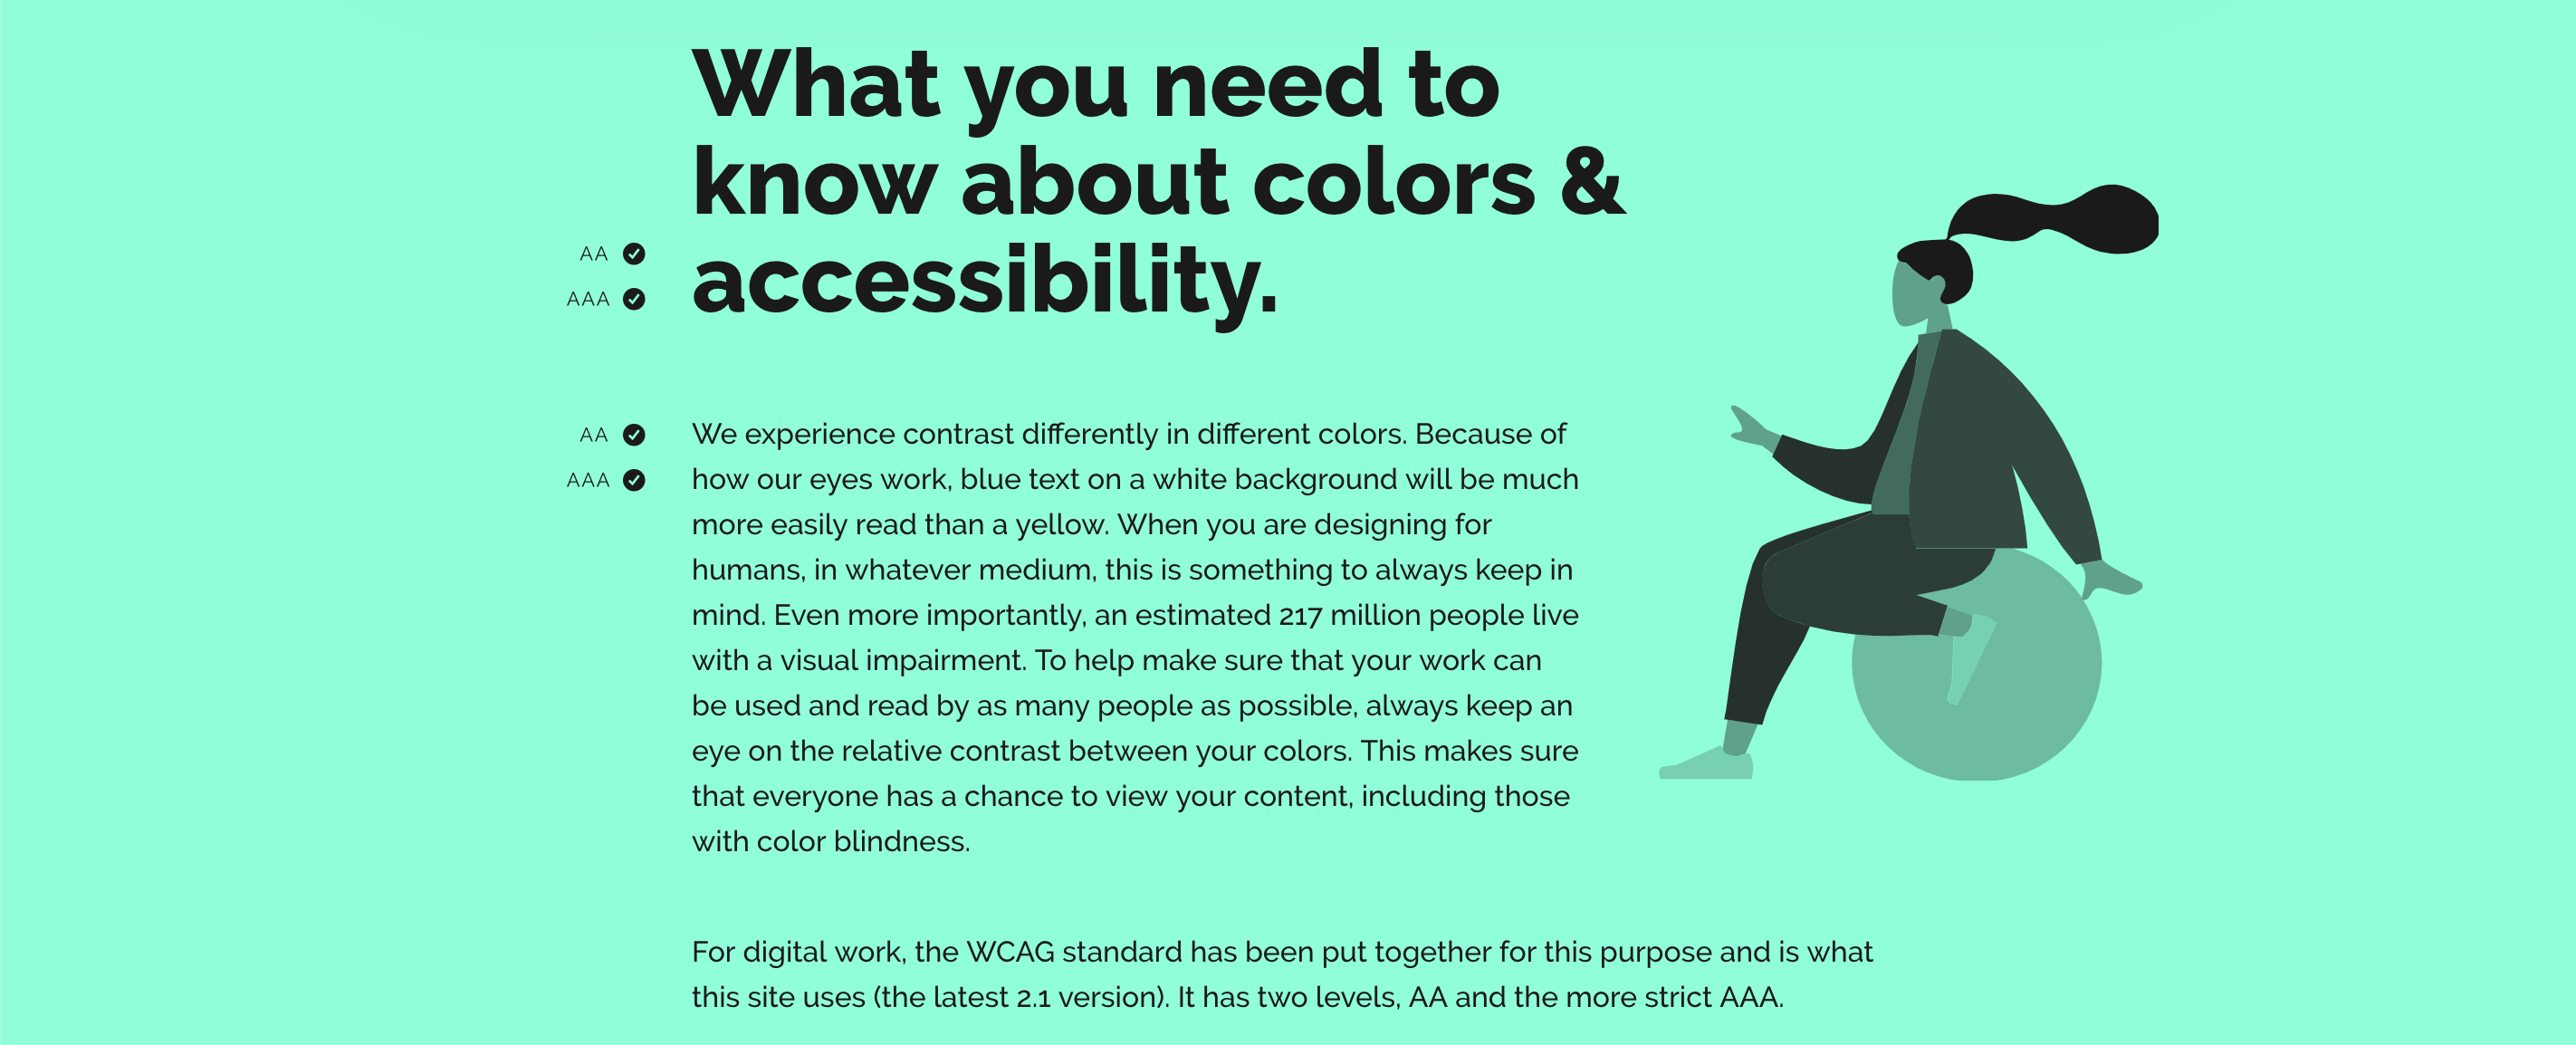 What you need to
know about colors &
accessibility.
AA
AAA
AA
AAA
We experience contrast differently in different colors. Because of
how our eyes work, blue text on a white background will be much
more easily read than a yellow. When you are designing for
humans, in whatever medium, this is something to always keep in
mind. Even more importantly, an estimated 217 million people live
with a visual impairment. To help make sure that your work can
be used and read by as many people as possible, always keep an
eye on the relative contrast between your colors. This makes sure
that everyone has a chance to view your content, including those
with color blindness.
For digital work, the WCAG standard has been put together for this purpose and is what
this site uses (the latest 2.1 version). It has two levels, AA and the more strict AAA.